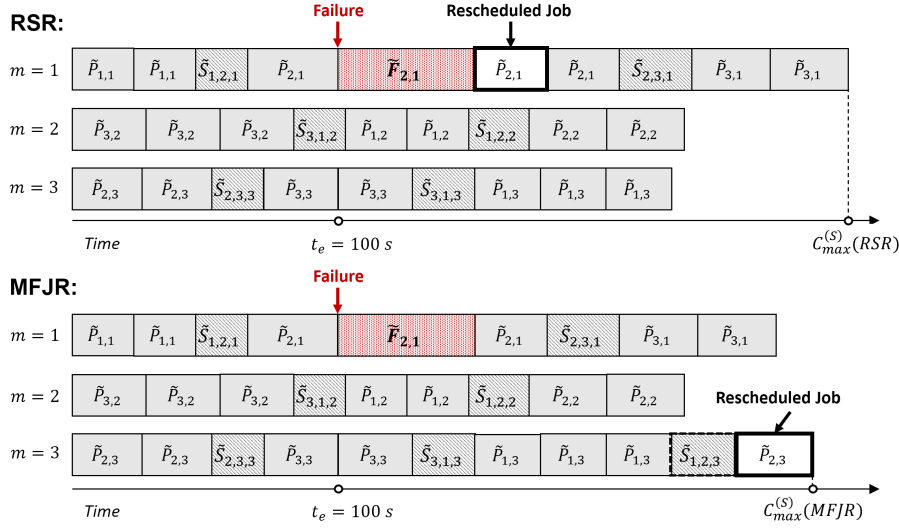 Failure Rescheduled Job
RSR:
m = 1 P̃1,1 P̃1,1 S̃1,2,1 P̃2,1 F̃2,1 P̃2,1 P̃2,1 S̃2,3,1 P̃3,1 P̃3,1
m = 2 P̃3,2 P̃3,2 P̃3,2 S̃3,1,2 P̃1,2 P̃1,2 S̃1,2,2 P̃2,2 P̃2,2
m = 3 P̃2,3 P̃2,3 S̃2,3,3 P̃3,3 P̃3,3 S̃3,1,3 P̃1,3 P̃1,3 P̃1,3
Time te = 100 s Cmax(S)(RSR)
Failure
MFJR:
m = 1 P̃1,1 P̃1,1 S̃1,2,1 P̃2,1 F̃2,1 P̃2,1 S̃2,3,1 P̃3,1 P̃3,1
m = 2 P̃3,2 P̃3,2 P̃3,2 S̃3,1,2 P̃1,2 P̃1,2 S̃1,2,2 P̃2,2 P̃2,2
Rescheduled Job
m = 3 P̃2,3 P̃2,3 S̃2,3,3 P̃3,3 P̃3,3 S̃3,1,3 P̃1,3 P̃1,3 P̃1,3 S̃1,2,3 P̃2,3
Time te = 100 s Cmax(S)(MFJR)